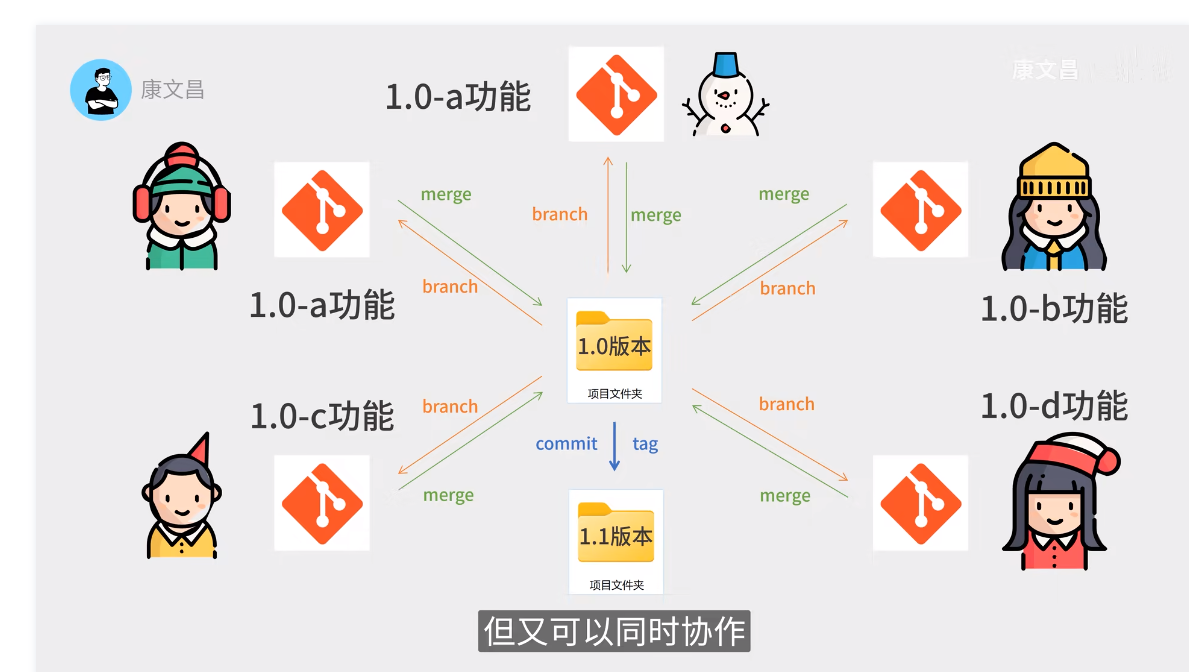 康文昌
康文昌
1.0-a功能
merge
branch
merge
merge
branch
branch
1.0-a功能
1.0-b功能
1.0版本
项目文件夹
1.0-c功能
branch
branch
1.0-d功能
commit
tag
merge
merge
1.1版本
项目文件夹
但又可以同时协作